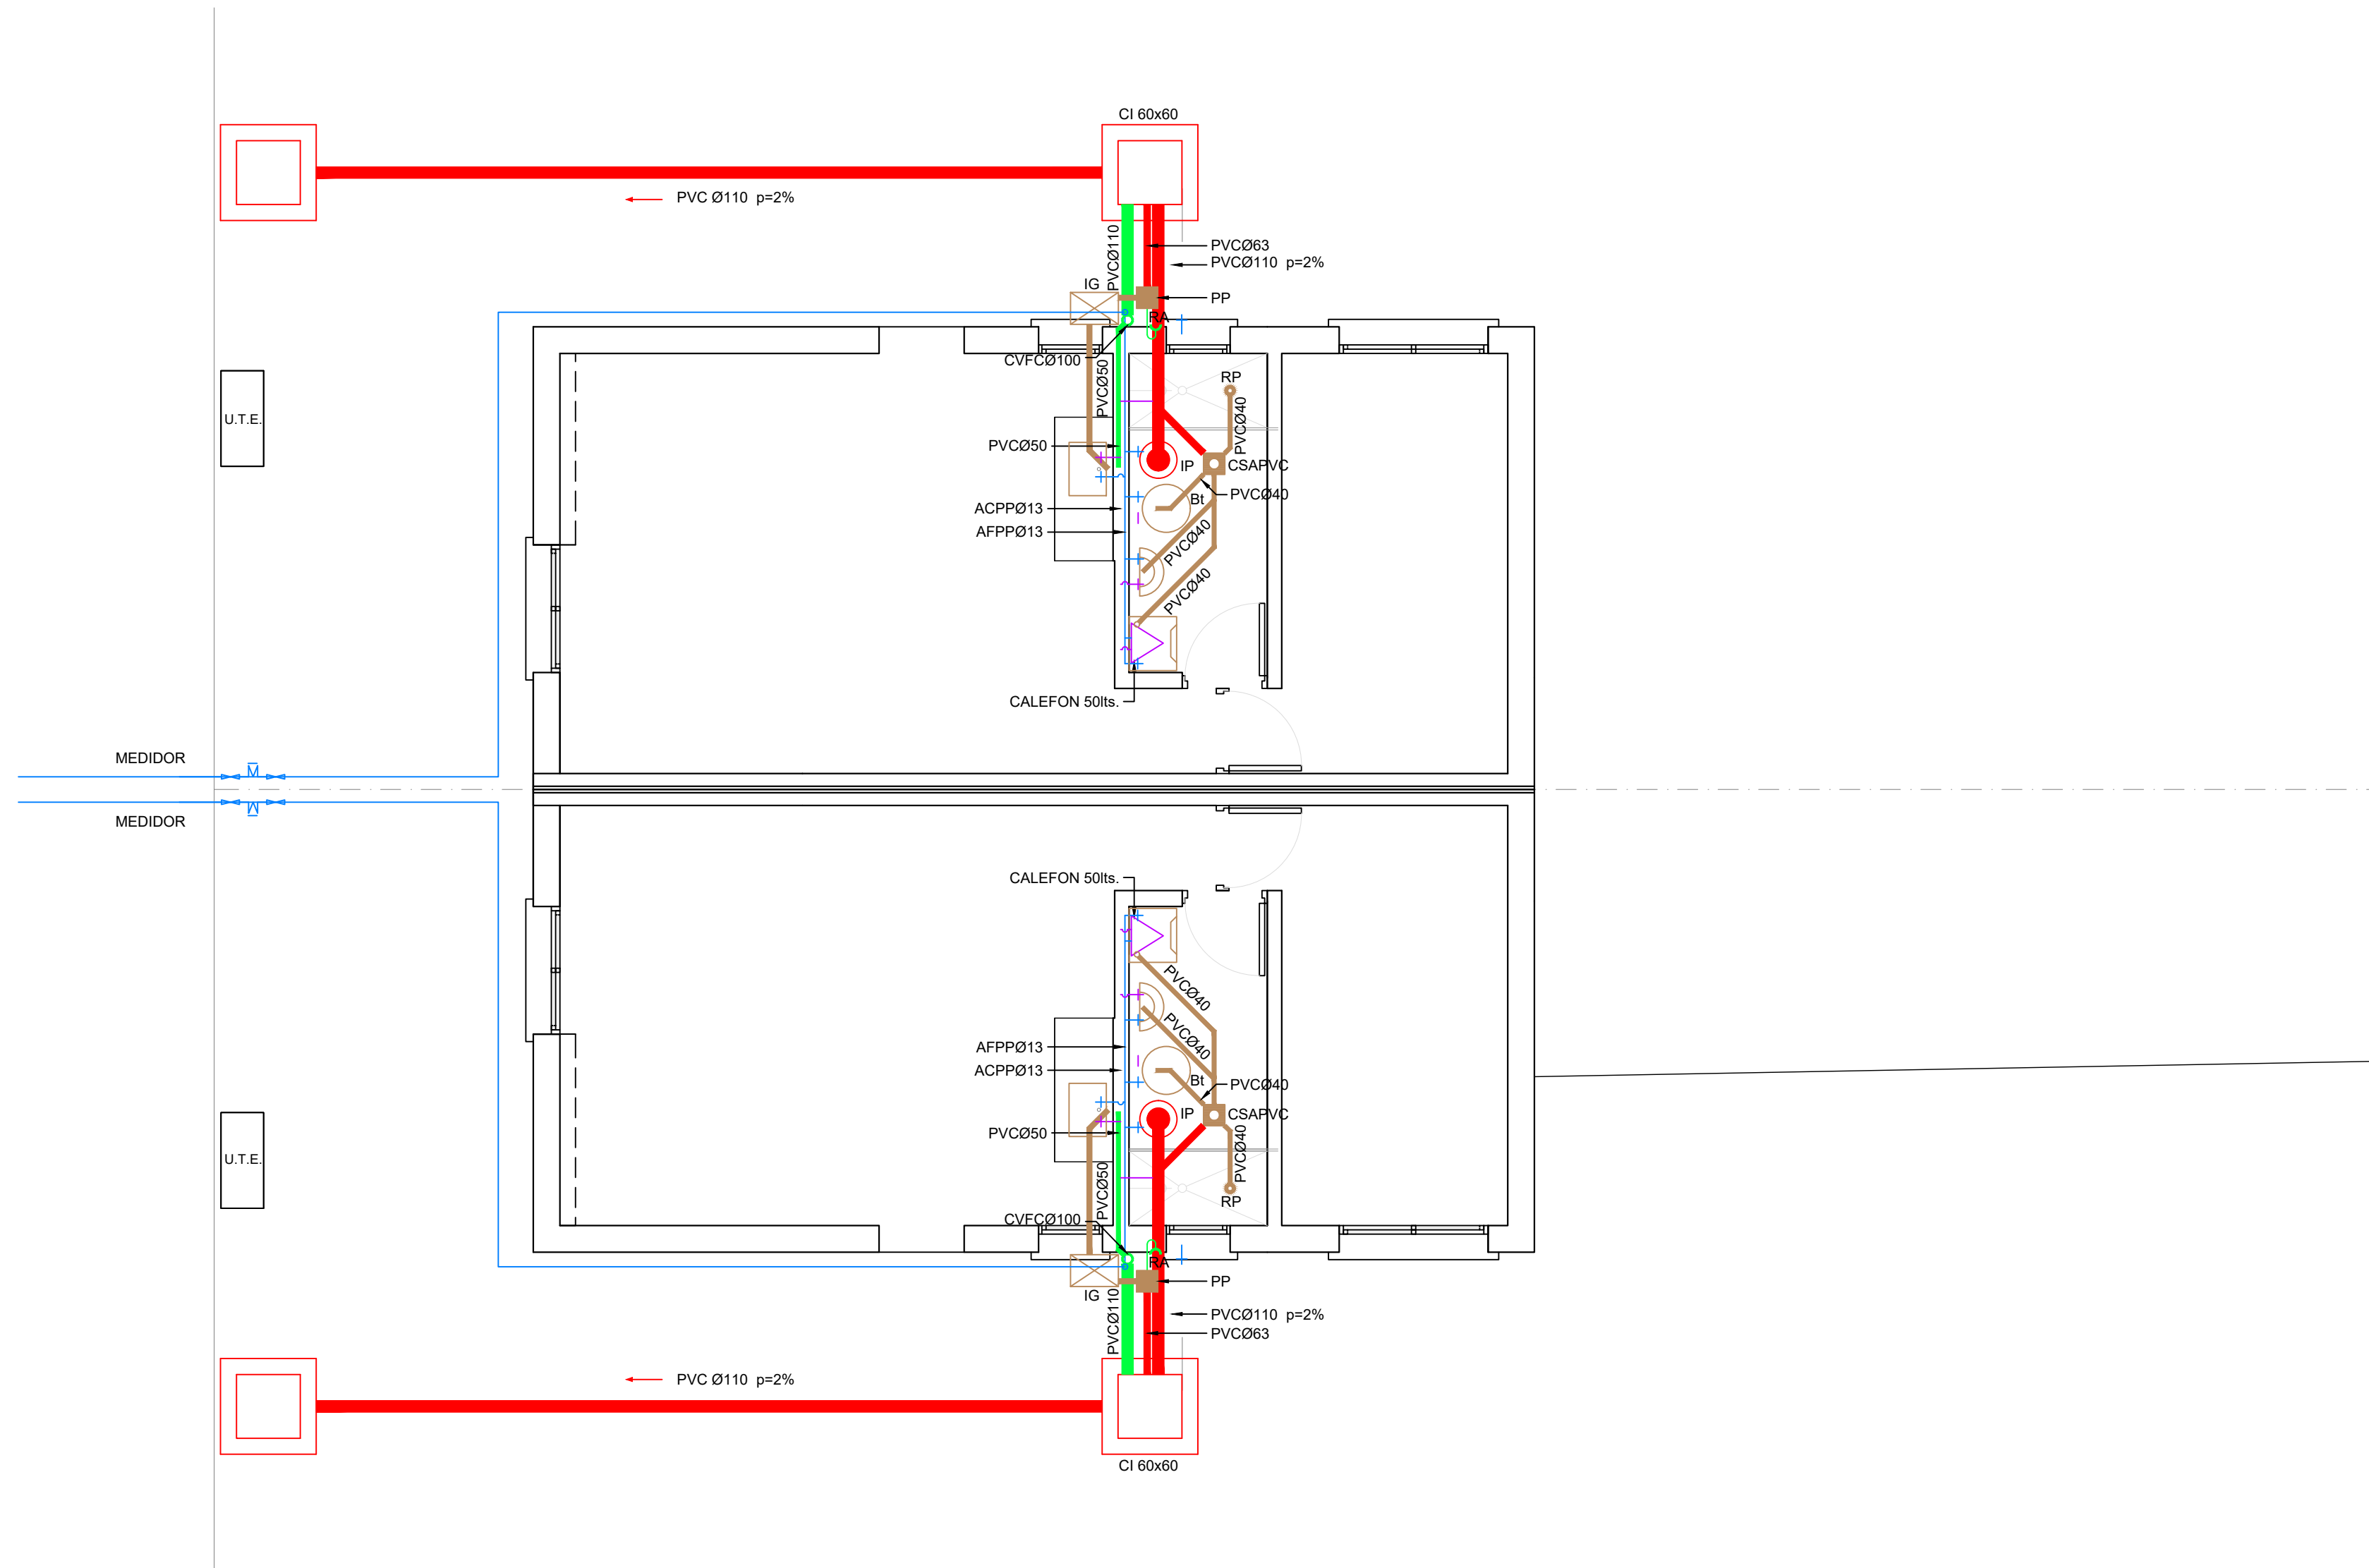 CI 60x60
PVC Ø110 p=2%
PVCØ110
PVCØ63
PVCØ110 p=2%
IG
PP
RA
CVFCØ100
PVCØ50
RP
PVCØ40
PVCØ50
IP
CSAPVC
PVCØ40
Bt
ACPPØ13
AFPPØ13
PVCØ40
PVCØ40
U.T.E.
CALEFON 50lts.
MEDIDOR
M
M
MEDIDOR
CALEFON 50lts.
PVCØ40
PVCØ40
AFPPØ13
ACPPØ13
Bt
PVCØ40
IP
CSAPVC
PVCØ50
PVCØ40
U.T.E.
PVCØ50
RP
CVFCØ100
RA
PP
IG
PVCØ110
PVCØ110 p=2%
PVCØ63
PVC Ø110 p=2%
CI 60x60